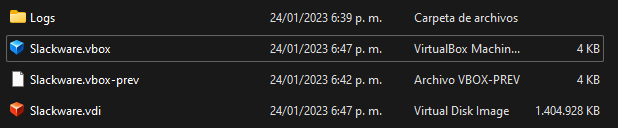 Logs 24/01/2023 6:39 p. m. Carpeta de archivos
Slackware.vbox 24/01/2023 6:47 p. m. VirtualBox Machin... 4 KB
Slackware.vbox-prev 24/01/2023 6:42 p. m. Archivo VBOX-PREV 4 KB
Slackware.vdi 24/01/2023 6:47 p. m. Virtual Disk Image 1.404.928 KB